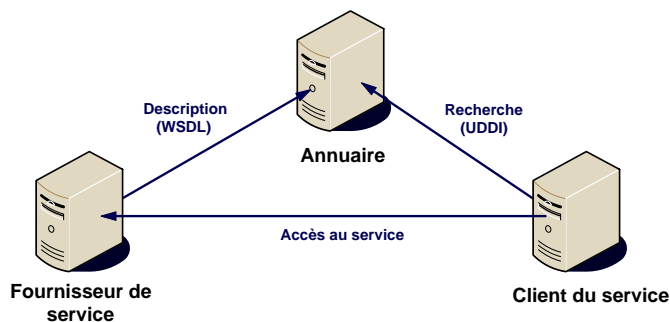 Description
(WSDL)
Recherche
(UDDI)
Annuaire
Accès au service
Fournisseur de
service
Client du service